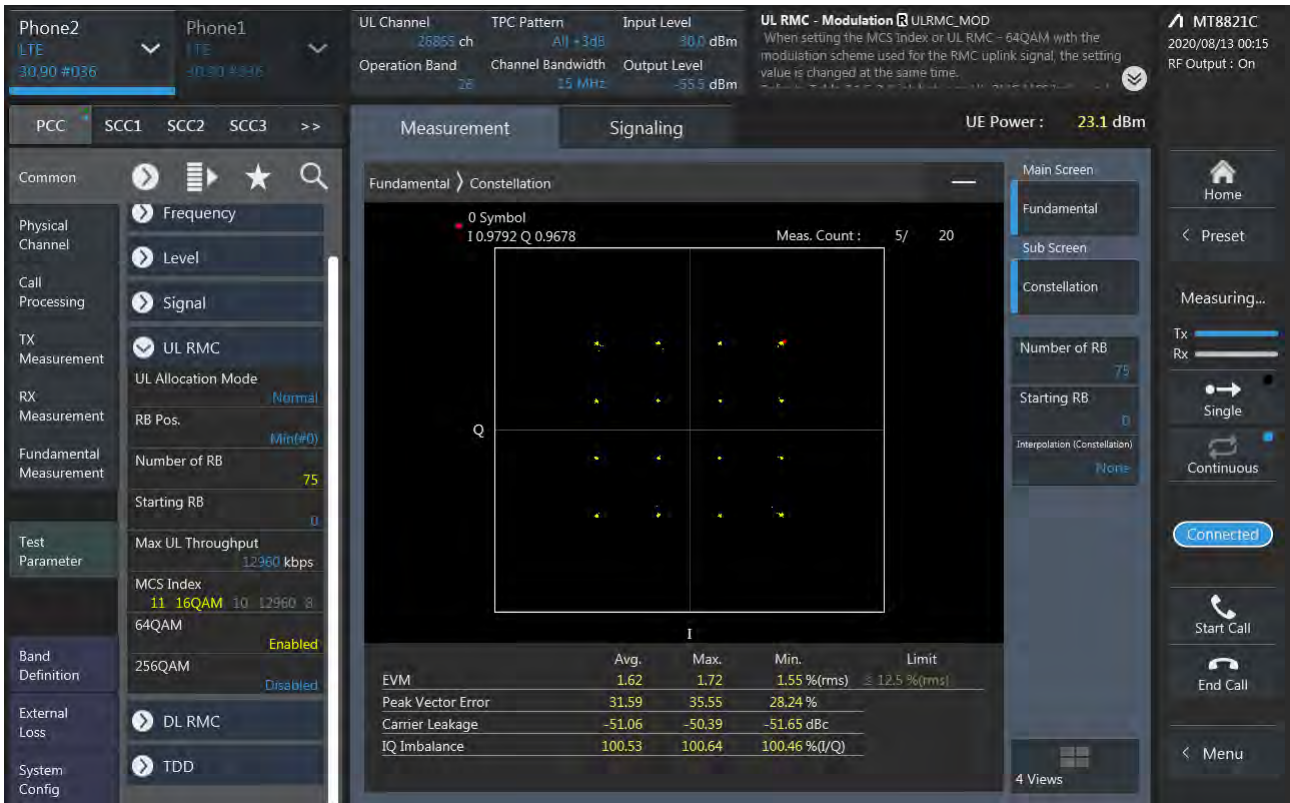 Phone2
LTE
30.90 #036
Phone1
LTE
30.90 #036
UL Channel
26865 ch
Operation Band
26
TPC Pattern
All +3dB
Channel Bandwidth
15 MHz
Input Level
30.0 dBm
Output Level
-55.5 dBm
UL RMC - Modulation R ULRMC_MOD
When setting the MCS Index or UL RMC – 64QAM with the
modulation scheme used for the RMC uplink signal, the setting
value is changed at the same time.
MT8821C
2020/08/13 00:15
RF Output : On
PCC SCC1 SCC2 SCC3 >>
Measurement
Signaling
UE Power : 23.1 dBm
Common
Physical
Channel
Call
Processing
TX
Measurement
RX
Measurement
Fundamental
Measurement
Test
Parameter
Band
Definition
External
Loss
System
Config
Frequency
Level
Signal
UL RMC
UL Allocation Mode
Normal
RB Pos.
Min(#0)
Number of RB
75
Starting RB
0
Max UL Throughput
12960 kbps
MCS Index
11 16QAM 10 12960 8
64QAM
Enabled
256QAM
Disabled
DL RMC
TDD
Fundamental 〉Constellation
0 Symbol
I 0.9792 Q 0.9678
Meas. Count : 5/ 20
Q
I
Avg. Max. Min. Limit
EVM 1.62 1.72 1.55 %(rms) ≤ 12.5 %(rms)
Peak Vector Error 31.59 35.55 28.24 %
Carrier Leakage -51.06 -50.39 -51.65 dBc
IQ Imbalance 100.53 100.64 100.46 %(I/Q)
Main Screen
Fundamental
Sub Screen
Constellation
Number of RB
75
Starting RB
0
Interpolation (Constellation)
None
4 Views
Home
< Preset
Measuring...
Tx
Rx
Single
Continuous
Connected
Start Call
End Call
< Menu